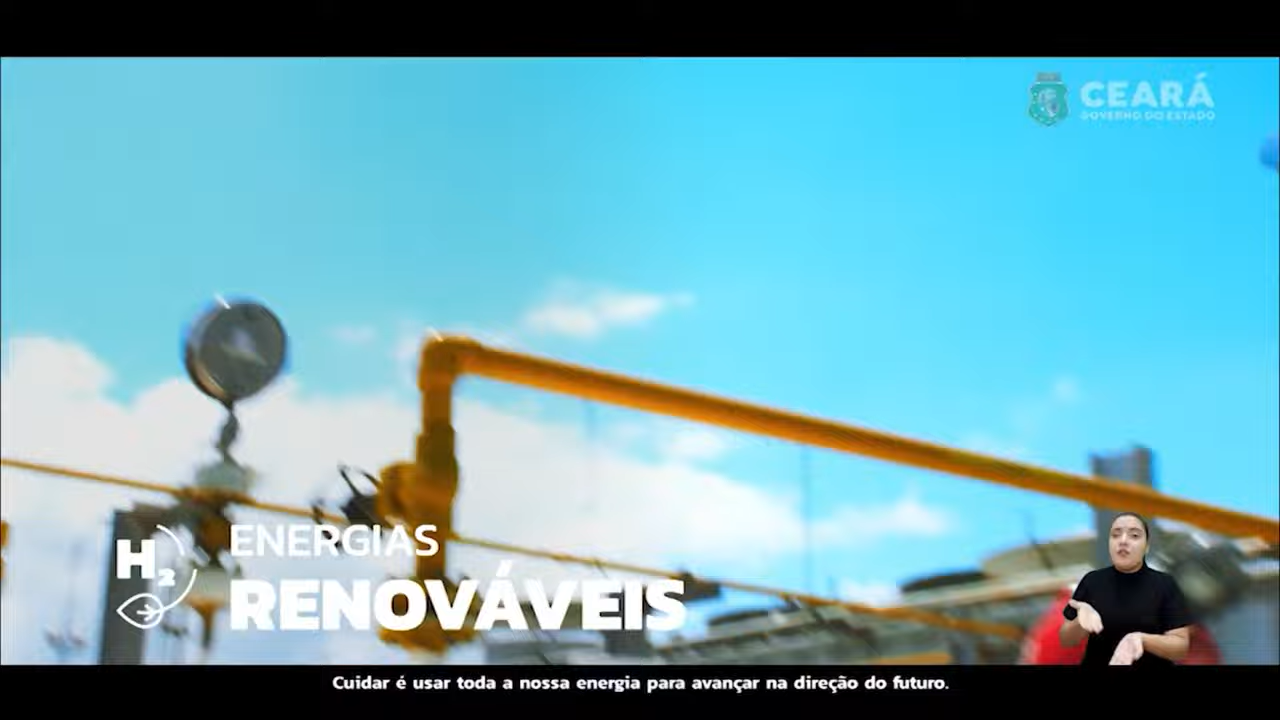 CEARÁ
GOVERNO DO ESTADO
H₂
ENERGIAS
RENOVÁVEIS
Cuidar é usar toda a nossa energia para avançar na direção do futuro.